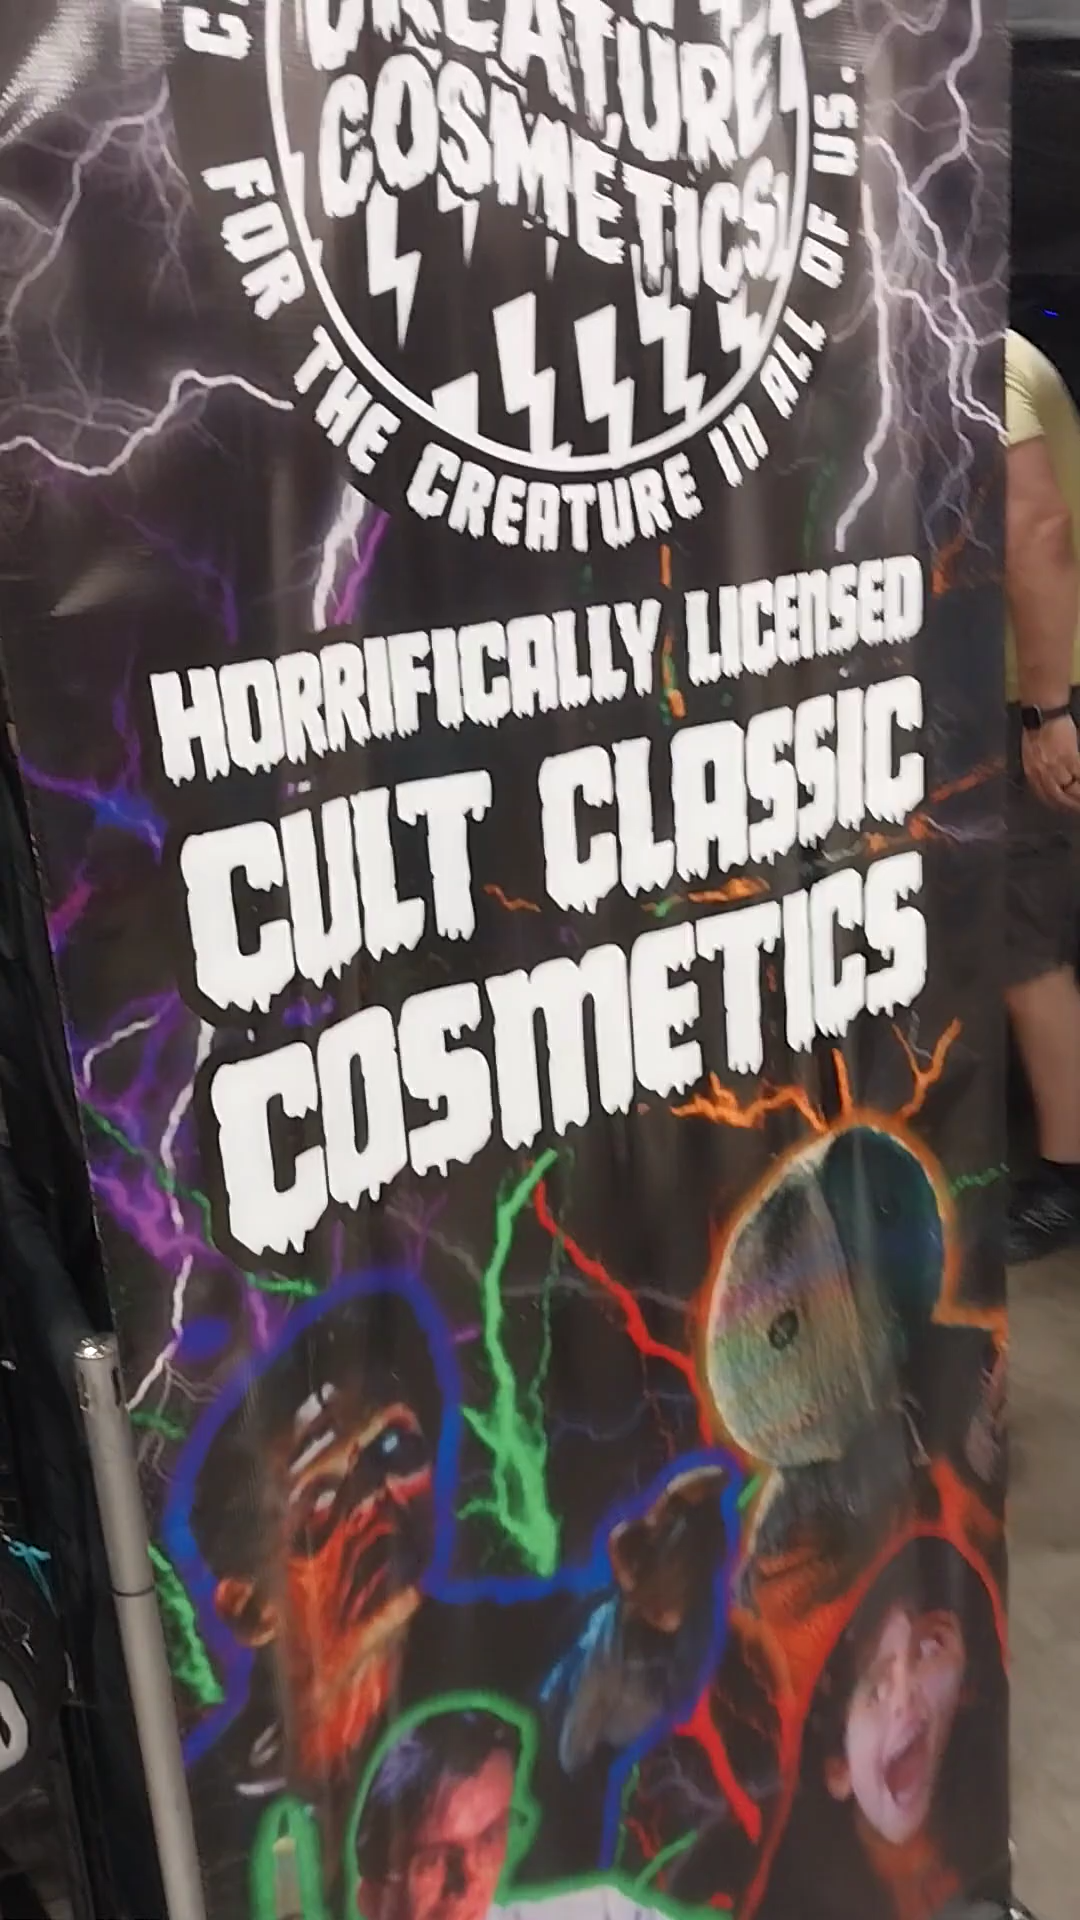 CREATURE
COSMETICS
FOR THE CREATURE IN ALL OF US.
HORRIFICALLY LICENSED
CULT CLASSIC
COSMETICS